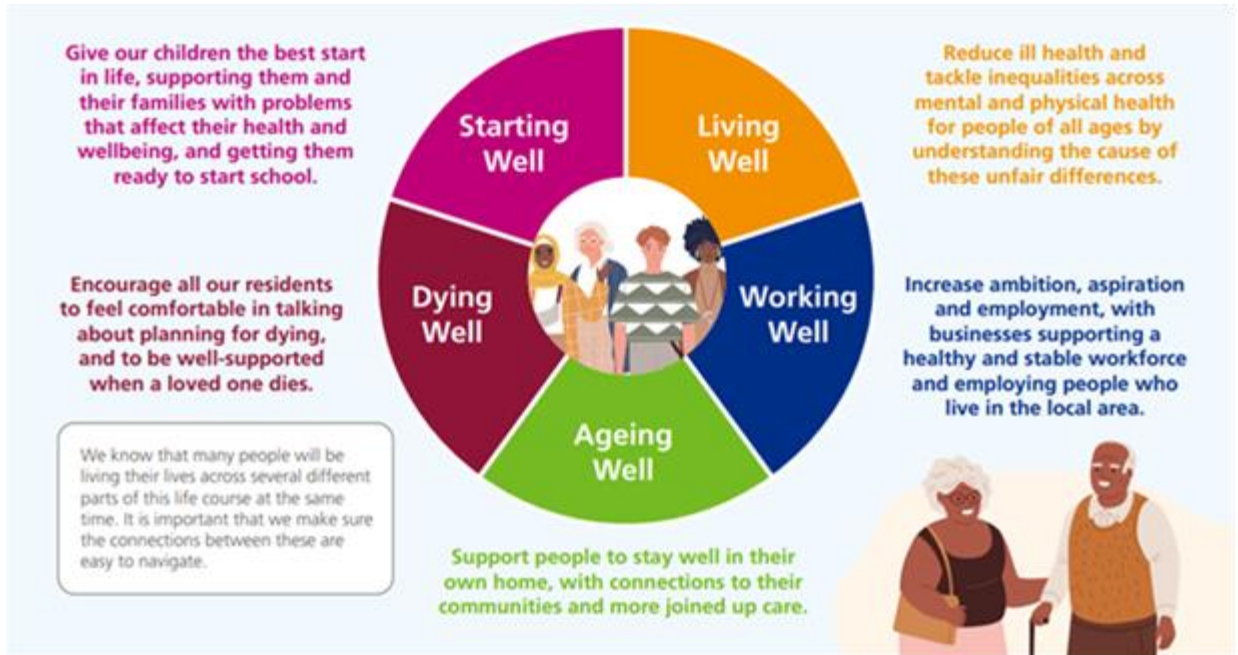 Give our children the best start
in life, supporting them and
their families with problems
that affect their health and
wellbeing, and getting them
ready to start school.
Starting
Well
Living
Well
Reduce ill health and
tackle inequalities across
mental and physical health
for people of all ages by
understanding the cause of
these unfair differences.
Encourage all our residents
to feel comfortable in talking
about planning for dying,
and to be well-supported
when a loved one dies.
Dying
Well
Working
Well
Increase ambition, aspiration
and employment, with
businesses supporting a
healthy and stable workforce
and employing people who
live in the local area.
Ageing
Well
We know that many people will be
living their lives across several different
parts of this life course at the same
time. It is important that we make sure
the connections between these are
easy to navigate.
Support people to stay well in their
own home, with connections to their
communities and more joined up care.